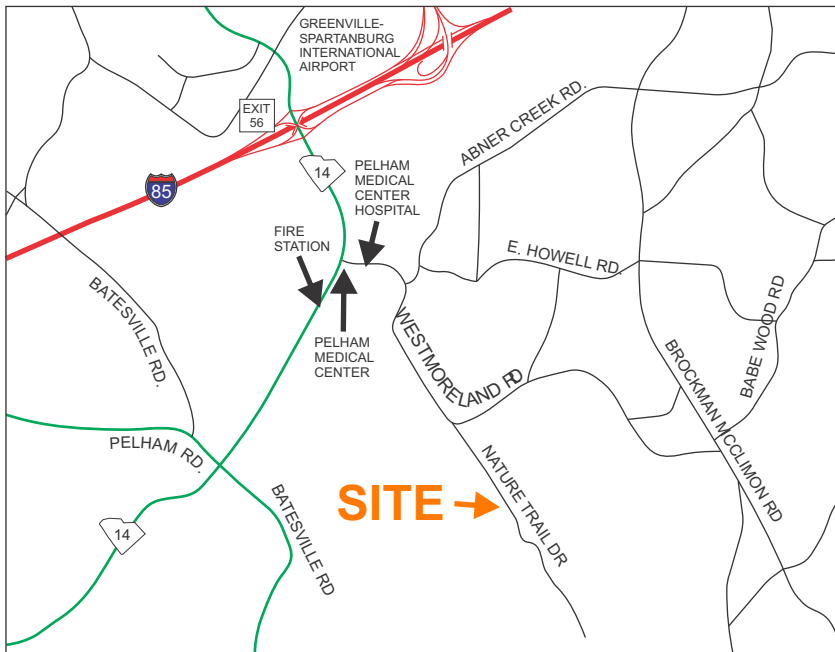 GREENVILLE-
SPARTANBURG
INTERNATIONAL
AIRPORT
EXIT
56
ABNER CREEK RD.
14
PELHAM
MEDICAL
CENTER
HOSPITAL
85
FIRE
STATION
E. HOWELL RD.
BATESVILLE RD.
BABE WOOD RD
WESTMORELAND RD
PELHAM
MEDICAL
CENTER
BROCKMAN MCCLIMON RD
PELHAM RD.
NATURE TRAIL DR
BATESVILLE RD
SITE
14